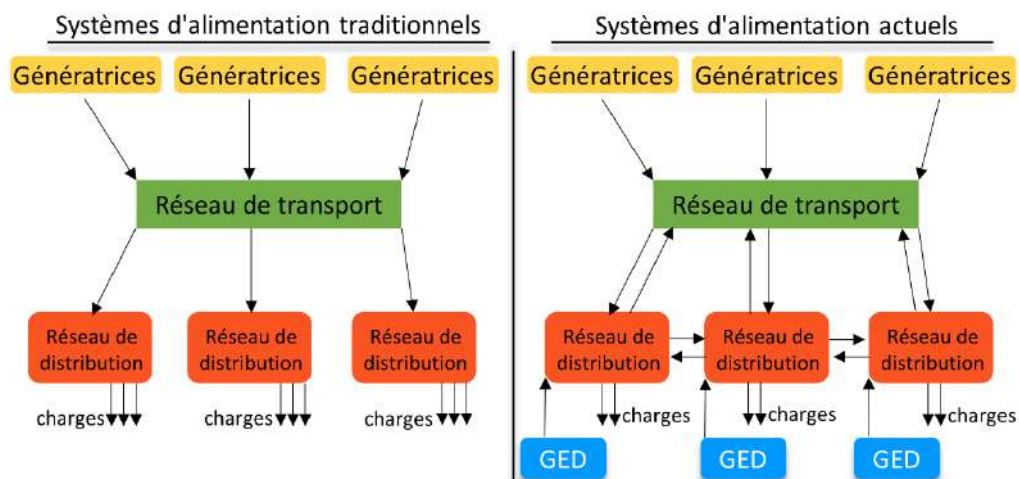 Systèmes d'alimentation traditionnels
Génératrices Génératrices Génératrices
Réseau de transport
Réseau de Réseau de Réseau de
distribution distribution distribution
charges charges charges
Systèmes d'alimentation actuels
Génératrices Génératrices Génératrices
Réseau de transport
Réseau de Réseau de Réseau de
distribution distribution distribution
charges charges charges
GED GED GED